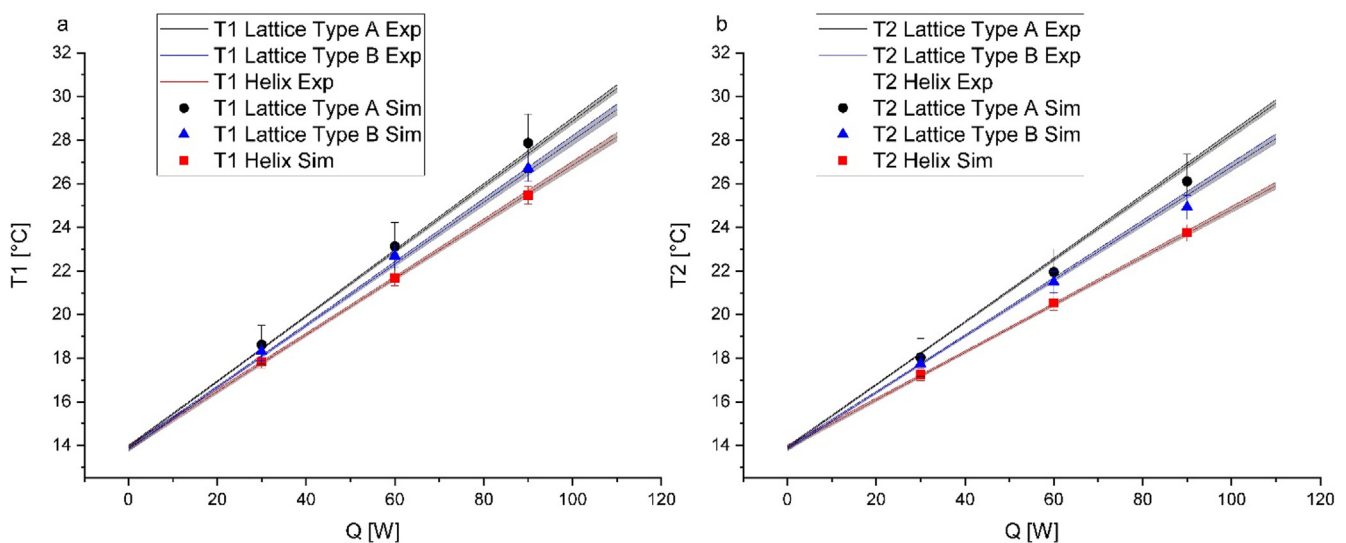 a
T1 Lattice Type A Exp
T1 Lattice Type B Exp
T1 Helix Exp
T1 Lattice Type A Sim
T1 Lattice Type B Sim
T1 Helix Sim
32
30
28
26
24
22
20
18
16
14
T1 [°C]
0 20 40 60 80 100 120
Q [W]
b
T2 Lattice Type A Exp
T2 Lattice Type B Exp
T2 Helix Exp
T2 Lattice Type A Sim
T2 Lattice Type B Sim
T2 Helix Sim
32
30
28
26
24
22
20
18
16
14
T2 [°C]
0 20 40 60 80 100 120
Q [W]